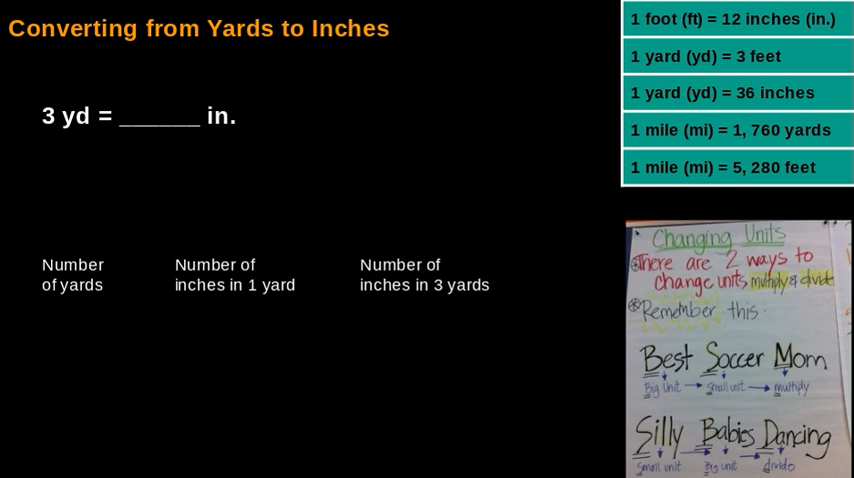 Converting from Yards to Inches
3 yd = ______ in.
Number
of yards
Number of
inches in 1 yard
Number of
inches in 3 yards
1 foot (ft) = 12 inches (in.)
1 yard (yd) = 3 feet
1 yard (yd) = 36 inches
1 mile (mi) = 1, 760 yards
1 mile (mi) = 5, 280 feet
Changing Units
There are 2 ways to
change units multiply & divide
Remember this:
Best Soccer Mom
Big unit → Small unit → multiply
Silly Babies Dancing
Small unit → Big unit → divide